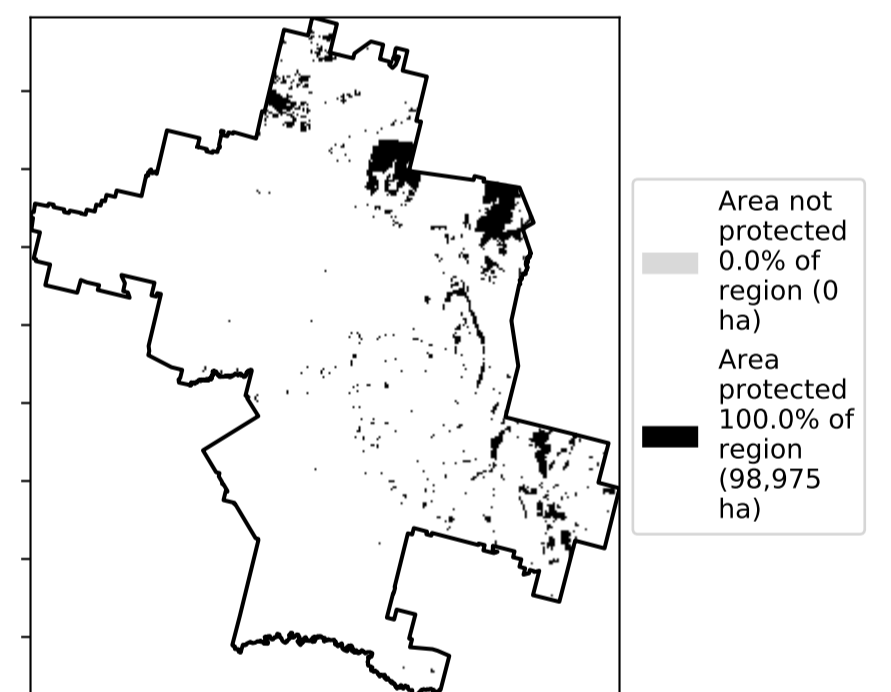 Area not
protected
0.0% of
region (0
ha)
Area
protected
100.0% of
region
(98,975
ha)